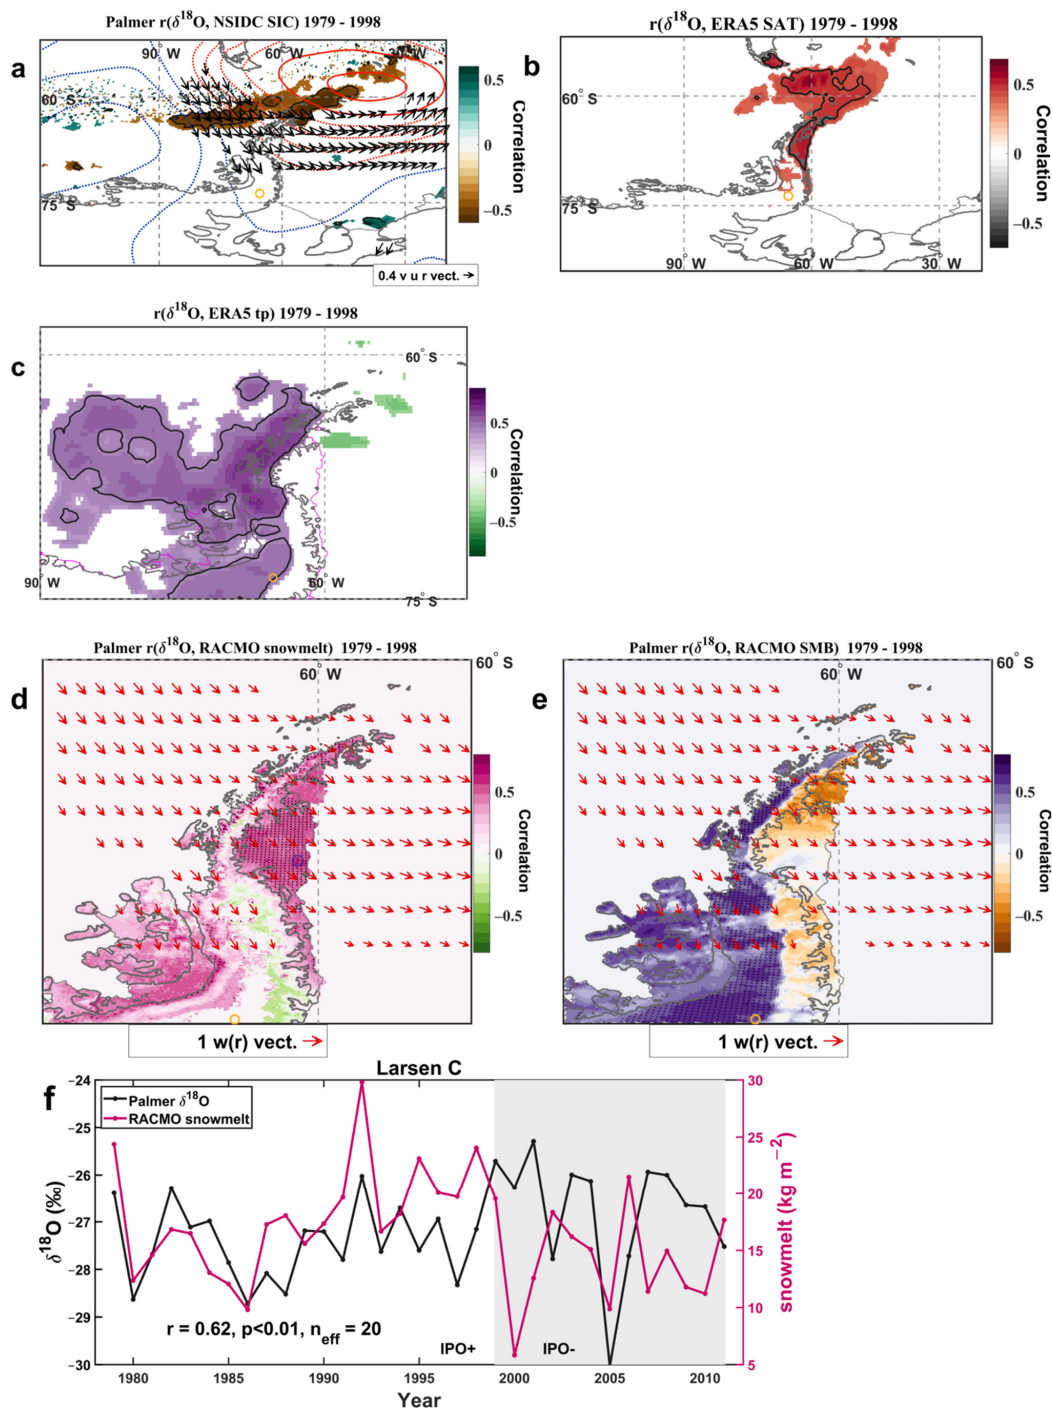 Palmer r(δ¹⁸O, NSIDC SIC) 1979 - 1998
a
90° W
60° W
30° W
60° S
75° S
0.5
0
−0.5
Correlation
0.4 v u r vect.
r(δ¹⁸O, ERA5 SAT) 1979 - 1998
b
60° S
75° S
90° W
60° W
30° W
0.5
0
−0.5
Correlation
r(δ¹⁸O, ERA5 tp) 1979 - 1998
c
60° S
90° W
60° W
75° S
0.5
0
−0.5
Correlation
Palmer r(δ¹⁸O, RACMO snowmelt) 1979 - 1998
d
60° W
60° S
0.5
0
−0.5
Correlation
1 w(r) vect.
Palmer r(δ¹⁸O, RACMO SMB) 1979 - 1998
e
60° W
60° S
0.5
0
−0.5
Correlation
1 w(r) vect.
Larsen C
f
Palmer δ¹⁸O
RACMO snowmelt
−24
−25
−26
−27
−28
−29
−30
δ¹⁸O (‰)
30
25
20
15
10
5
snowmelt (kg m⁻²)
r = 0.62, p<0.01, n_eff = 20
IPO+
IPO-
1980
1985
1990
1995
2000
2005
2010
Year